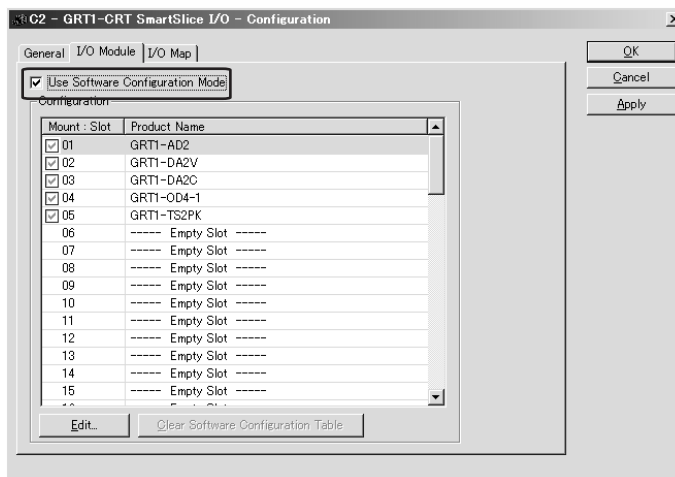 C2 - GRT1-CRT SmartSlice I/O - Configuration
General I/O Module I/O Map
OK
Cancel
Apply
Use Software Configuration Mode
Configuration
Mount : Slot Product Name
01 GRT1-AD2
02 GRT1-DA2V
03 GRT1-DA2C
04 GRT1-OD4-1
05 GRT1-TS2PK
06 ----- Empty Slot -----
07 ----- Empty Slot -----
08 ----- Empty Slot -----
09 ----- Empty Slot -----
10 ----- Empty Slot -----
11 ----- Empty Slot -----
12 ----- Empty Slot -----
13 ----- Empty Slot -----
14 ----- Empty Slot -----
15 ----- Empty Slot -----
Edit... Clear Software Configuration Table